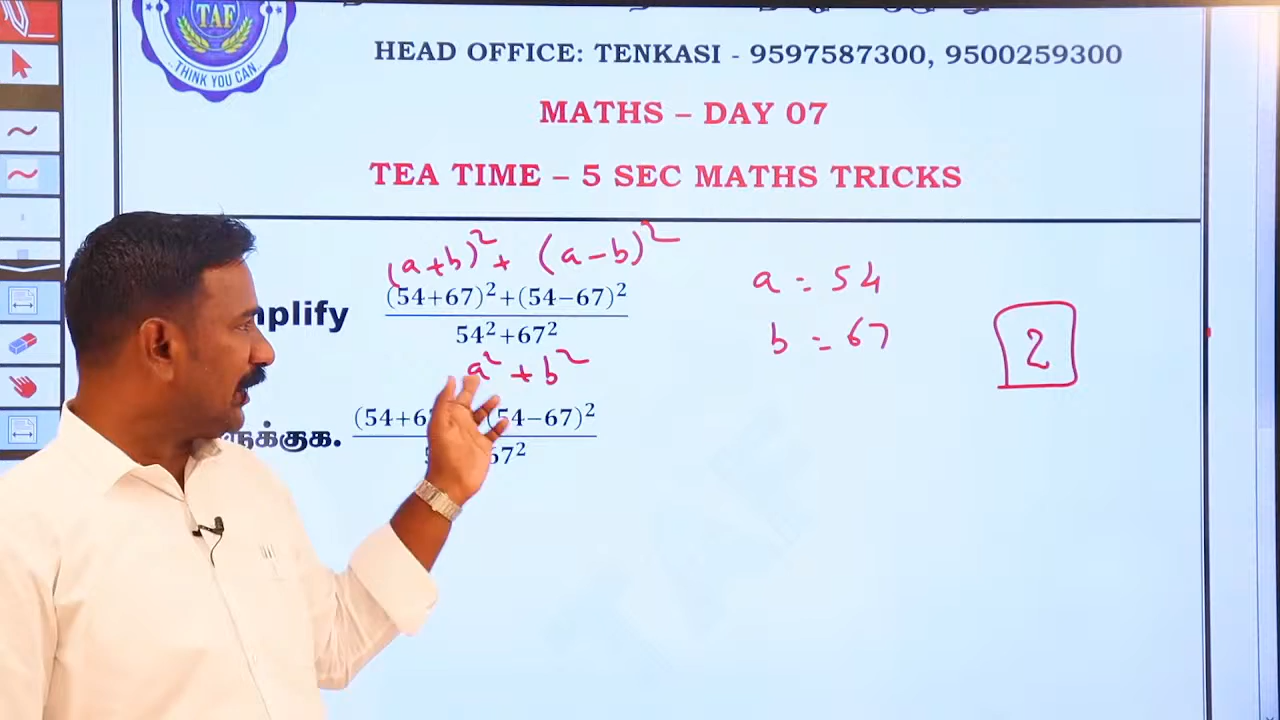 TAF
..THINK YOU CAN..
HEAD OFFICE: TENKASI - 9597587300, 9500259300
MATHS – DAY 07
TEA TIME – 5 SEC MATHS TRICKS
(a+b)² + (a-b)²
a = 54
mplify (54+67)²+(54−67)²
54²+67²
b = 67
2
a² + b²
ருக்குக. (54+6 54−67)²
67²